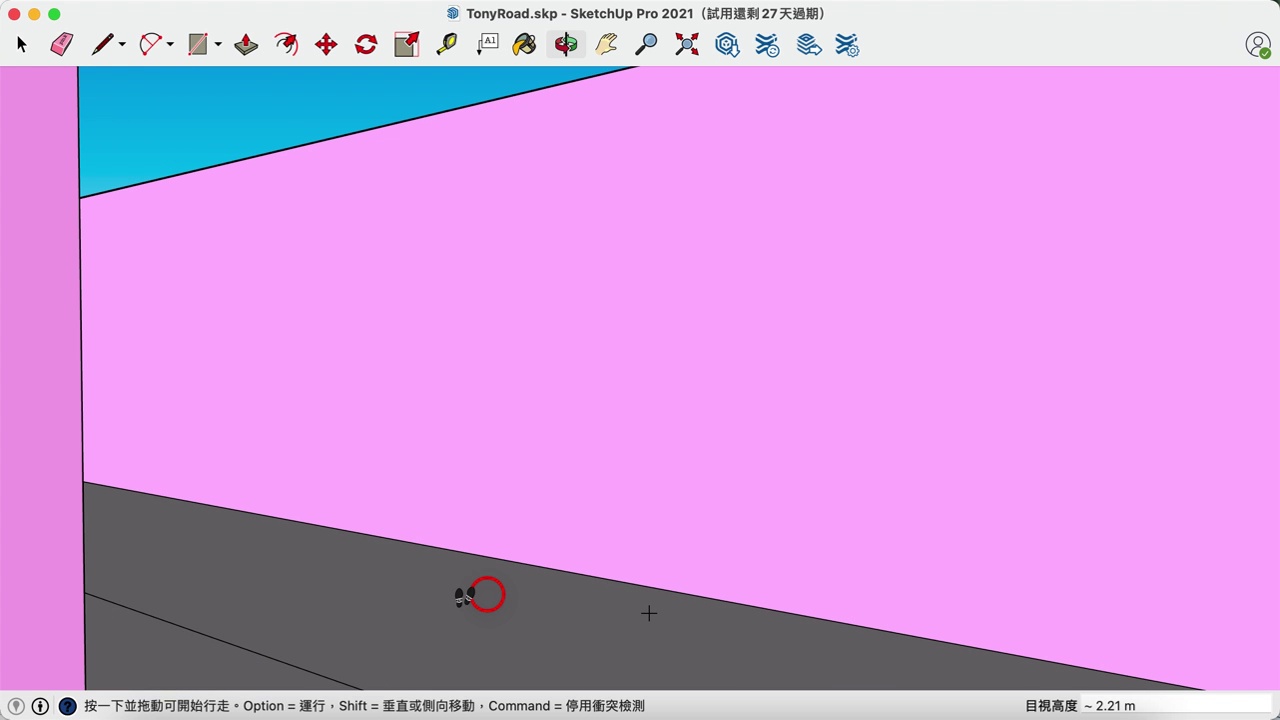 TonyRoad.skp - SketchUp Pro 2021（試用還剩 27 天過期）
A1
按一下並拖動可開始行走。Option = 運行，Shift = 垂直或側向移動，Command = 停用衝突檢測
目視高度 ~ 2.21 m